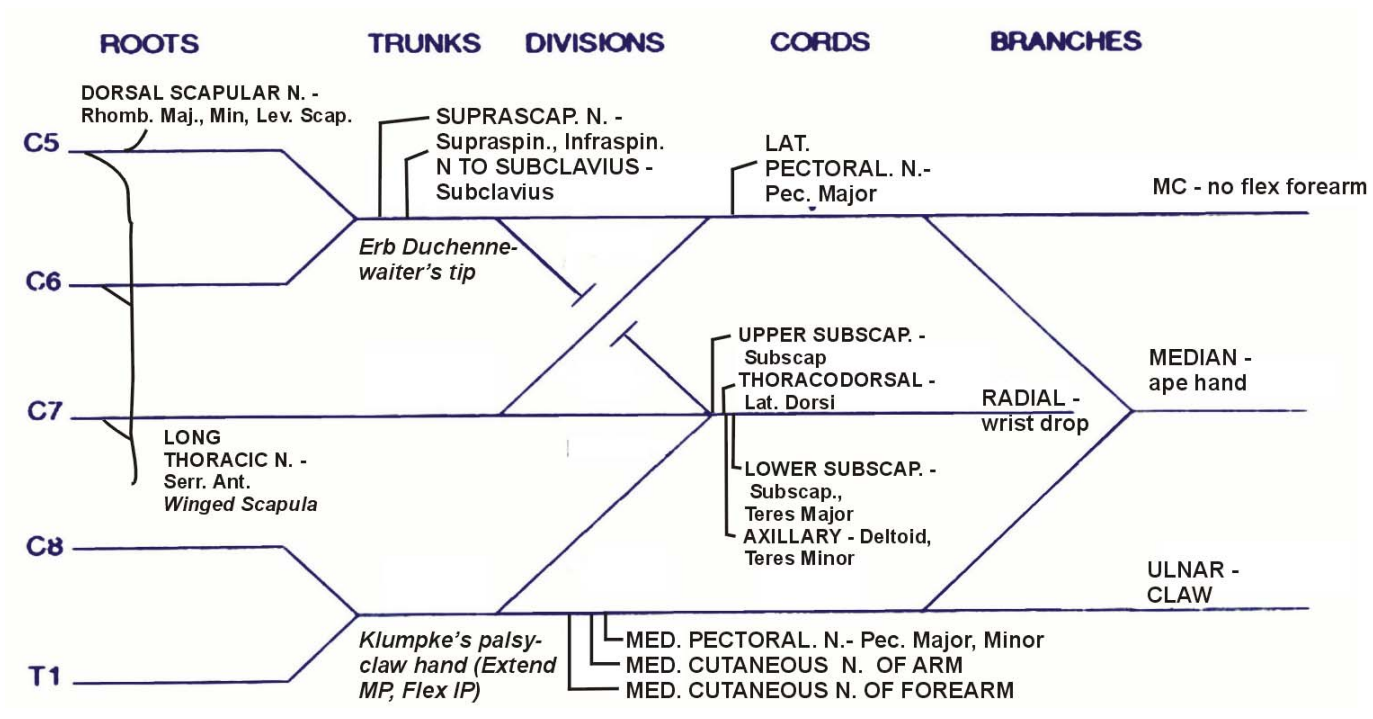 ROOTS
TRUNKS
DIVISIONS
CORDS
BRANCHES
DORSAL SCAPULAR N. -
Rhomb. Maj., Min, Lev. Scap.
C5
SUPRASCAP. N. -
Supraspin., Infraspin.
N TO SUBCLAVIUS -
Subclavius
LAT.
PECTORAL. N.-
Pec. Major
MC - no flex forearm
Erb Duchenne-
waiter's tip
C6
UPPER SUBSCAP. -
Subscap
THORACODORSAL -
Lat. Dorsi
RADIAL -
wrist drop
MEDIAN -
ape hand
C7
LONG
THORACIC N. -
Serr. Ant.
Winged Scapula
LOWER SUBSCAP. -
Subscap.,
Teres Major
AXILLARY - Deltoid,
Teres Minor
C8
ULNAR -
CLAW
Klumpke's palsy-
claw hand (Extend
MP, Flex IP)
MED. PECTORAL. N.- Pec. Major, Minor
MED. CUTANEOUS N. OF ARM
MED. CUTANEOUS N. OF FOREARM
T1